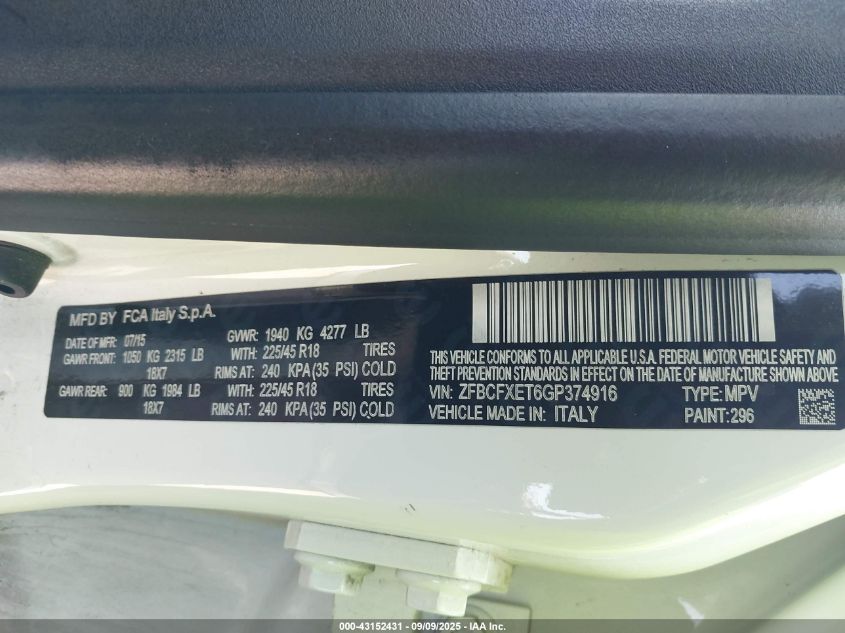 MFD BY FCA Italy S.p.A.
DATE OF MFR: 07/15 GVWR: 1940 KG 4277 LB
GAWR FRONT: 1050 KG 2315 LB WITH: 225/45 R18 TIRES
18X7 RIMS AT: 240 KPA (35 PSI) COLD
GAWR REAR: 900 KG 1984 LB WITH: 225/45 R18 TIRES
18X7 RIMS AT: 240 KPA (35 PSI) COLD
THIS VEHICLE CONFORMS TO ALL APPLICABLE U.S.A. FEDERAL MOTOR VEHICLE SAFETY AND
THEFT PREVENTION STANDARDS IN EFFECT ON THE DATE OF MANUFACTURE SHOWN ABOVE
VIN: ZFBCFXET6GP374916 TYPE: MPV
VEHICLE MADE IN: ITALY PAINT: 296
000-43152431 - 09/09/2025 - IAA Inc.